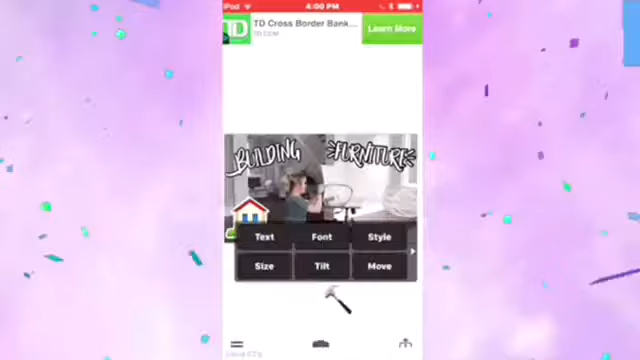 iPod
4:00 PM
TD
TD Cross Border Bank...
TD.COM
Learn More
BUILDING
FURNITURE
Text
Font
Style
Size
Tilt
Move